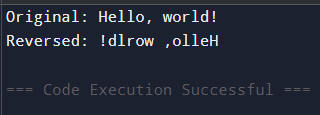 Original: Hello, world!
Reversed: !dlrow ,olleH
=== Code Execution Successful ===